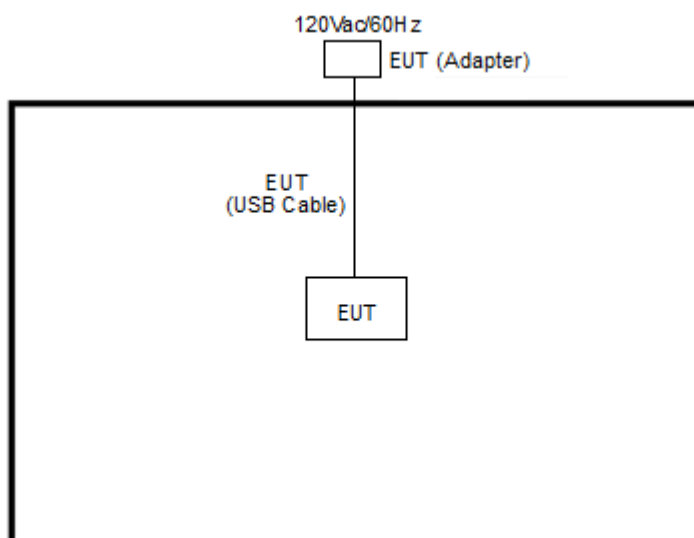 120Vac/60Hz
EUT (Adapter)
EUT
(USB Cable)
EUT